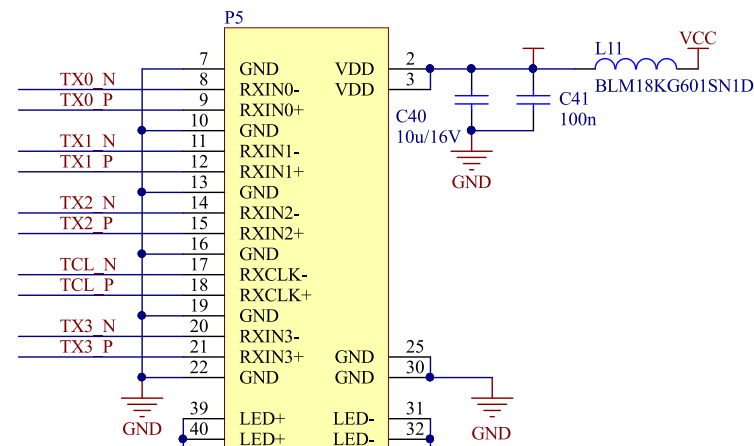 P5
L11
VCC
BLM18KG601SN1D
7 GND VDD 2
TX0_N 8 RXIN0- VDD 3
TX0_P 9 RXIN0+
10 GND
TX1_N 11 RXIN1-
TX1_P 12 RXIN1+
13 GND
TX2_N 14 RXIN2-
TX2_P 15 RXIN2+
16 GND
TCL_N 17 RXCLK-
TCL_P 18 RXCLK+
19 GND
TX3_N 20 RXIN3-
TX3_P 21 RXIN3+ GND 25
22 GND GND 30
39 LED+ LED- 31
40 LED+ LED- 32
C40
10u/16V
C41
100n
GND
GND
GND